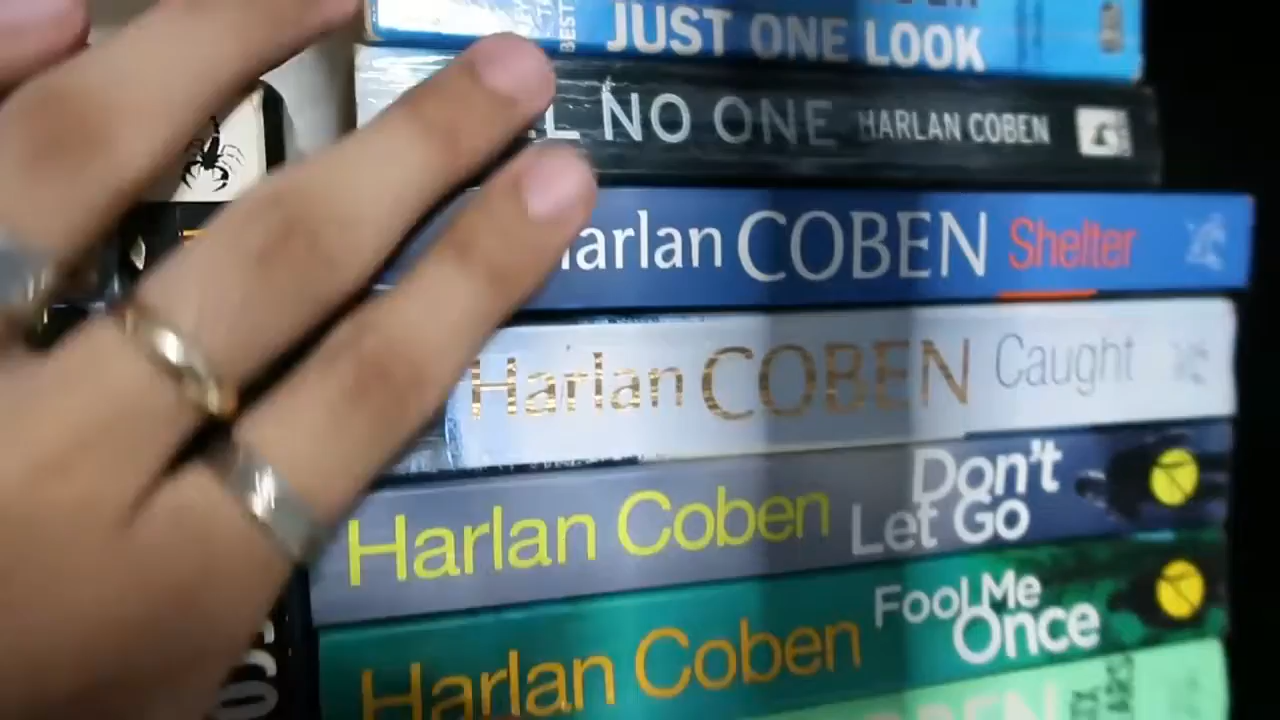 JUST ONE LOOK
NO ONE HARLAN COBEN
arlan COBEN Shelter
Harlan COBEN Caught
Harlan Coben Don't
Let Go
Harlan Coben Fool Me
Once